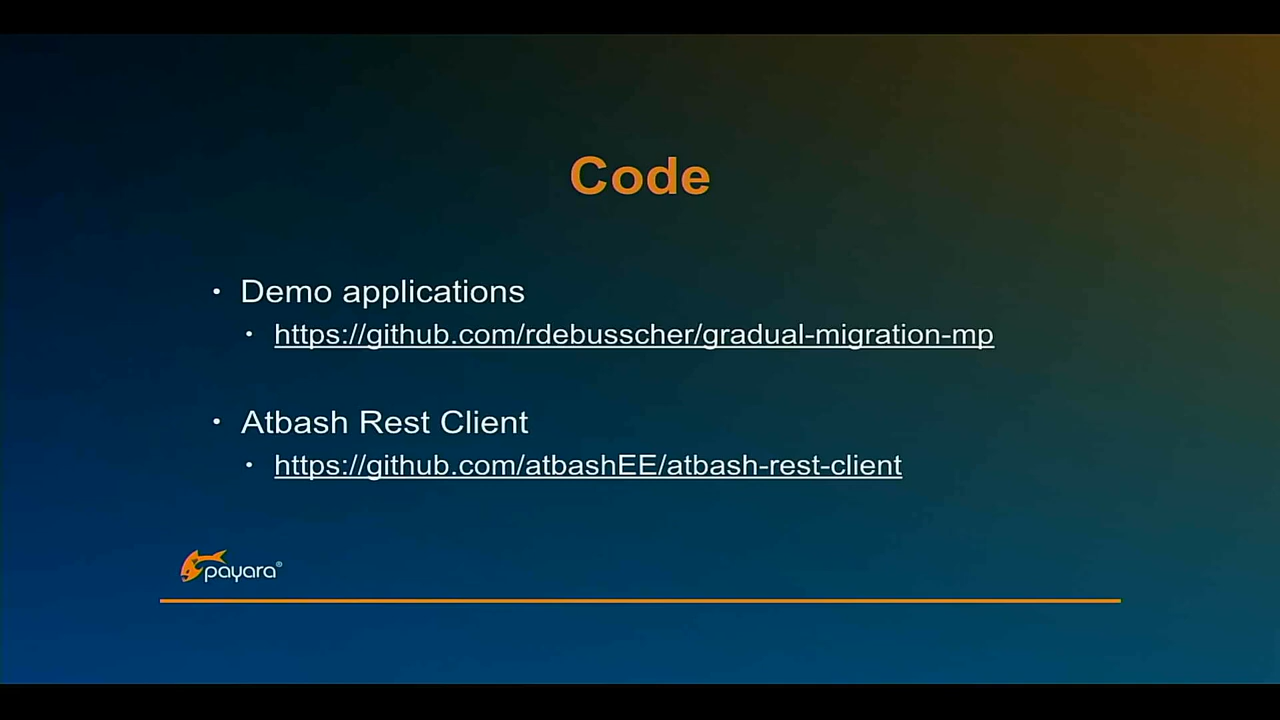 Code
• Demo applications
• https://github.com/rdebusscher/gradual-migration-mp
• Atbash Rest Client
• https://github.com/atbashEE/atbash-rest-client
payara®